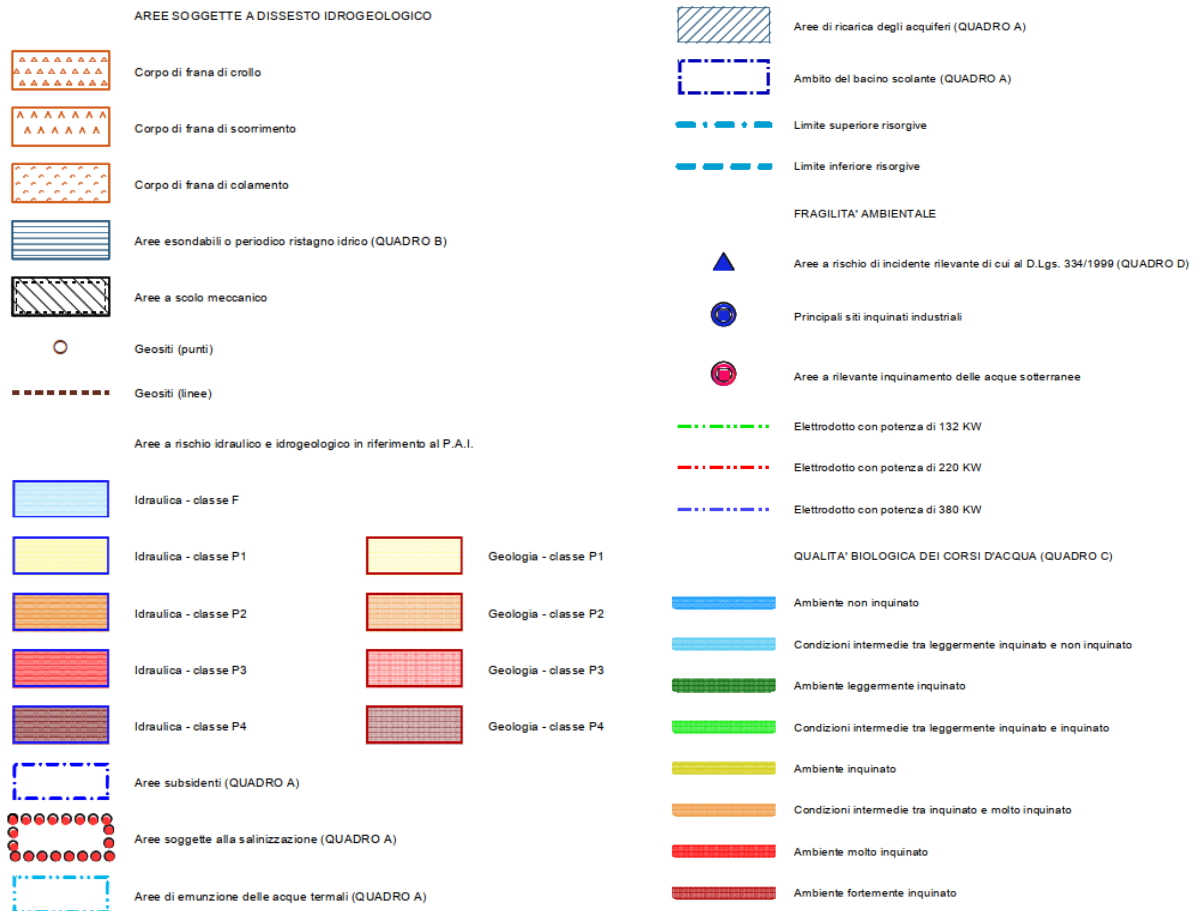 AREE SOGGETTE A DISSESTO IDROGEOLOGICO
Corpo di frana di crollo
Corpo di frana di scorrimento
Corpo di frana di colamento
Aree esondabili o periodico ristagno idrico (QUADRO B)
Aree a scolo meccanico
Geositi (punti)
Geositi (linee)
Aree a rischio idraulico e idrogeologico in riferimento al P.A.I.
Idraulica - classe F
Idraulica - classe P1
Geologia - classe P1
Idraulica - classe P2
Geologia - classe P2
Idraulica - classe P3
Geologia - classe P3
Idraulica - classe P4
Geologia - classe P4
Aree subsidenti (QUADRO A)
Aree soggette alla salinizzazione (QUADRO A)
Aree di emunzione delle acque termali (QUADRO A)
Aree di ricarica degli acquiferi (QUADRO A)
Ambito del bacino scolante (QUADRO A)
Limite superiore risorgive
Limite inferiore risorgive
FRAGILITA' AMBIENTALE
Aree a rischio di incidente rilevante di cui al D.Lgs. 334/1999 (QUADRO D)
Principali siti inquinati industriali
Aree a rilevante inquinamento delle acque sotterranee
Elettrodotto con potenza di 132 KW
Elettrodotto con potenza di 220 KW
Elettrodotto con potenza di 380 KW
QUALITA' BIOLOGICA DEI CORSI D'ACQUA (QUADRO C)
Ambiente non inquinato
Condizioni intermedie tra leggermente inquinato e non inquinato
Ambiente leggermente inquinato
Condizioni intermedie tra leggermente inquinato e inquinato
Ambiente inquinato
Condizioni intermedie tra inquinato e molto inquinato
Ambiente molto inquinato
Ambiente fortemente inquinato